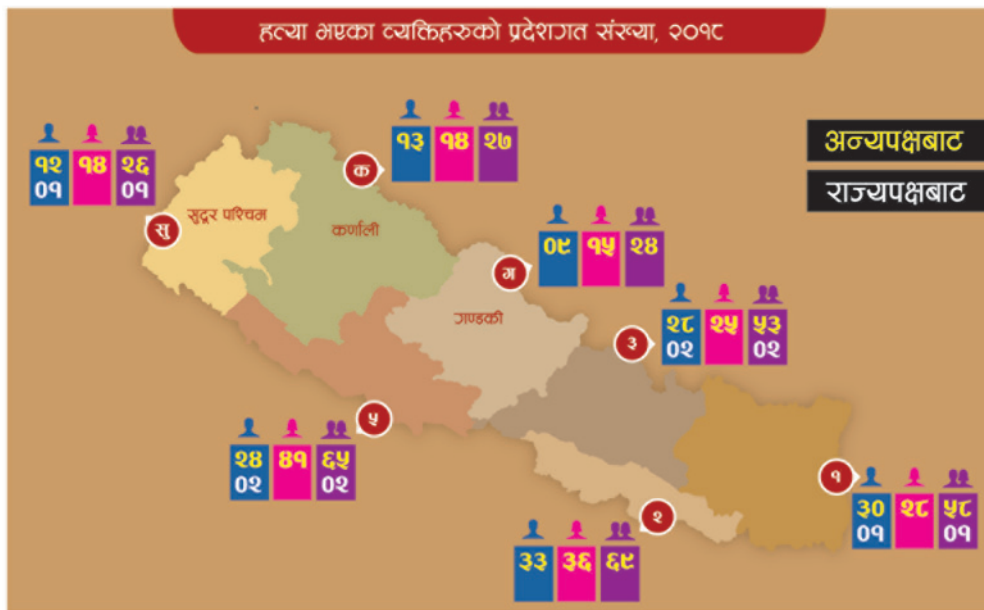 हत्या भएका व्यक्तिहरुको प्रदेशगत संख्या, २०१८
१२ १४ २६
०१ ०१
सु
सुदूर पश्चिम
१३ १४ २७
क
कर्णाली
अन्यपक्षबाट
राज्यपक्षबाट
०९ १५ २४
ग
गण्डकी
२८ २५ ५३
०२ ०२
३
५
२४ ४१ ६५
०२ ०२
१
३० २८ ५८
०१ ०१
२
३३ ३६ ६९